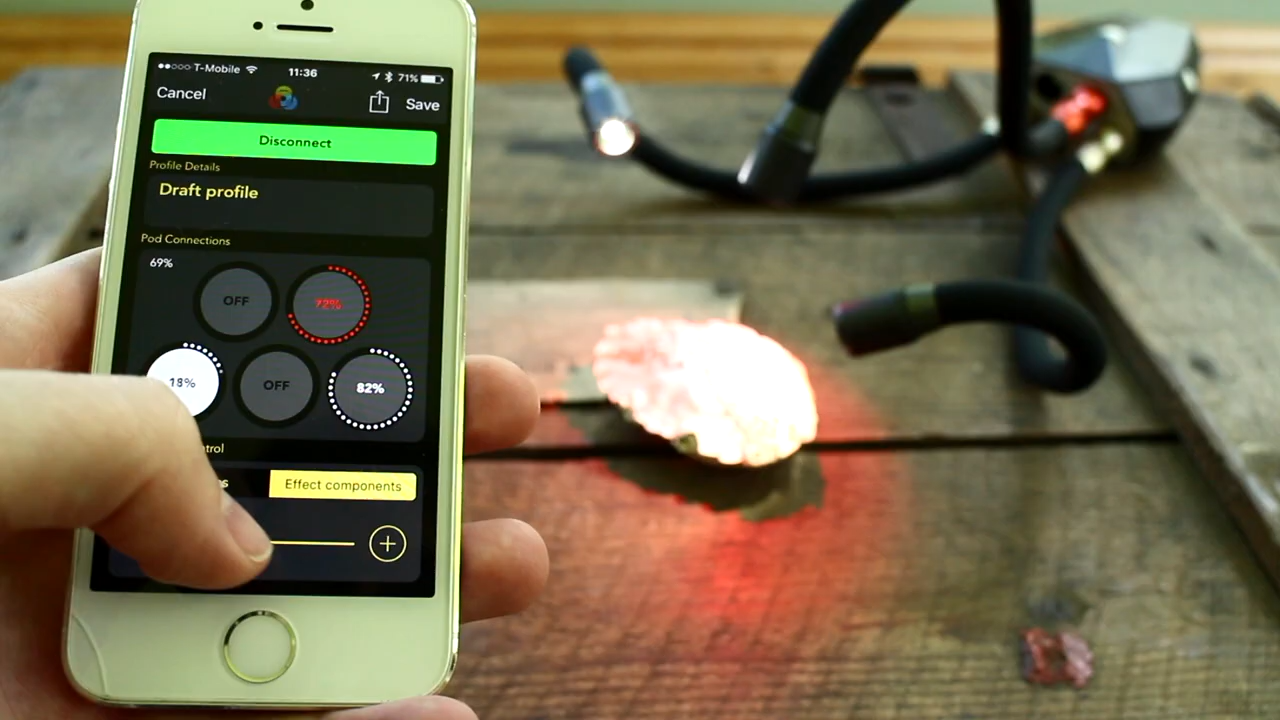 T-Mobile 11:36 71%
Cancel Save
Disconnect
Profile Details
Draft profile
Pod Connections
69%
OFF 72%
18% OFF 82%
Effect components